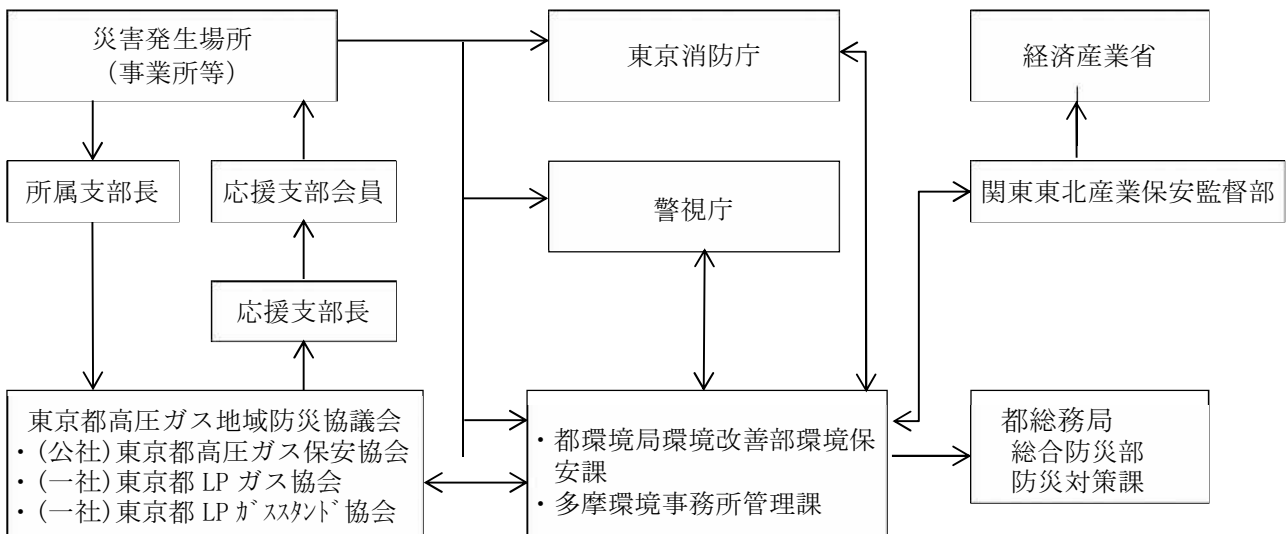 災害発生場所
（事業所等）
東京消防庁
経済産業省
所属支部長
応援支部会員
警視庁
関東東北産業保安監督部
応援支部長
東京都高圧ガス地域防災協議会
・(公社)東京都高圧ガス保安協会
・(一社)東京都 LP ガス協会
・(一社)東京都 LP ｶﾞｽｽﾀﾝﾄﾞ協会
・都環境局環境改善部環境保
安課
・多摩環境事務所管理課
都総務局
総合防災部
防災対策課